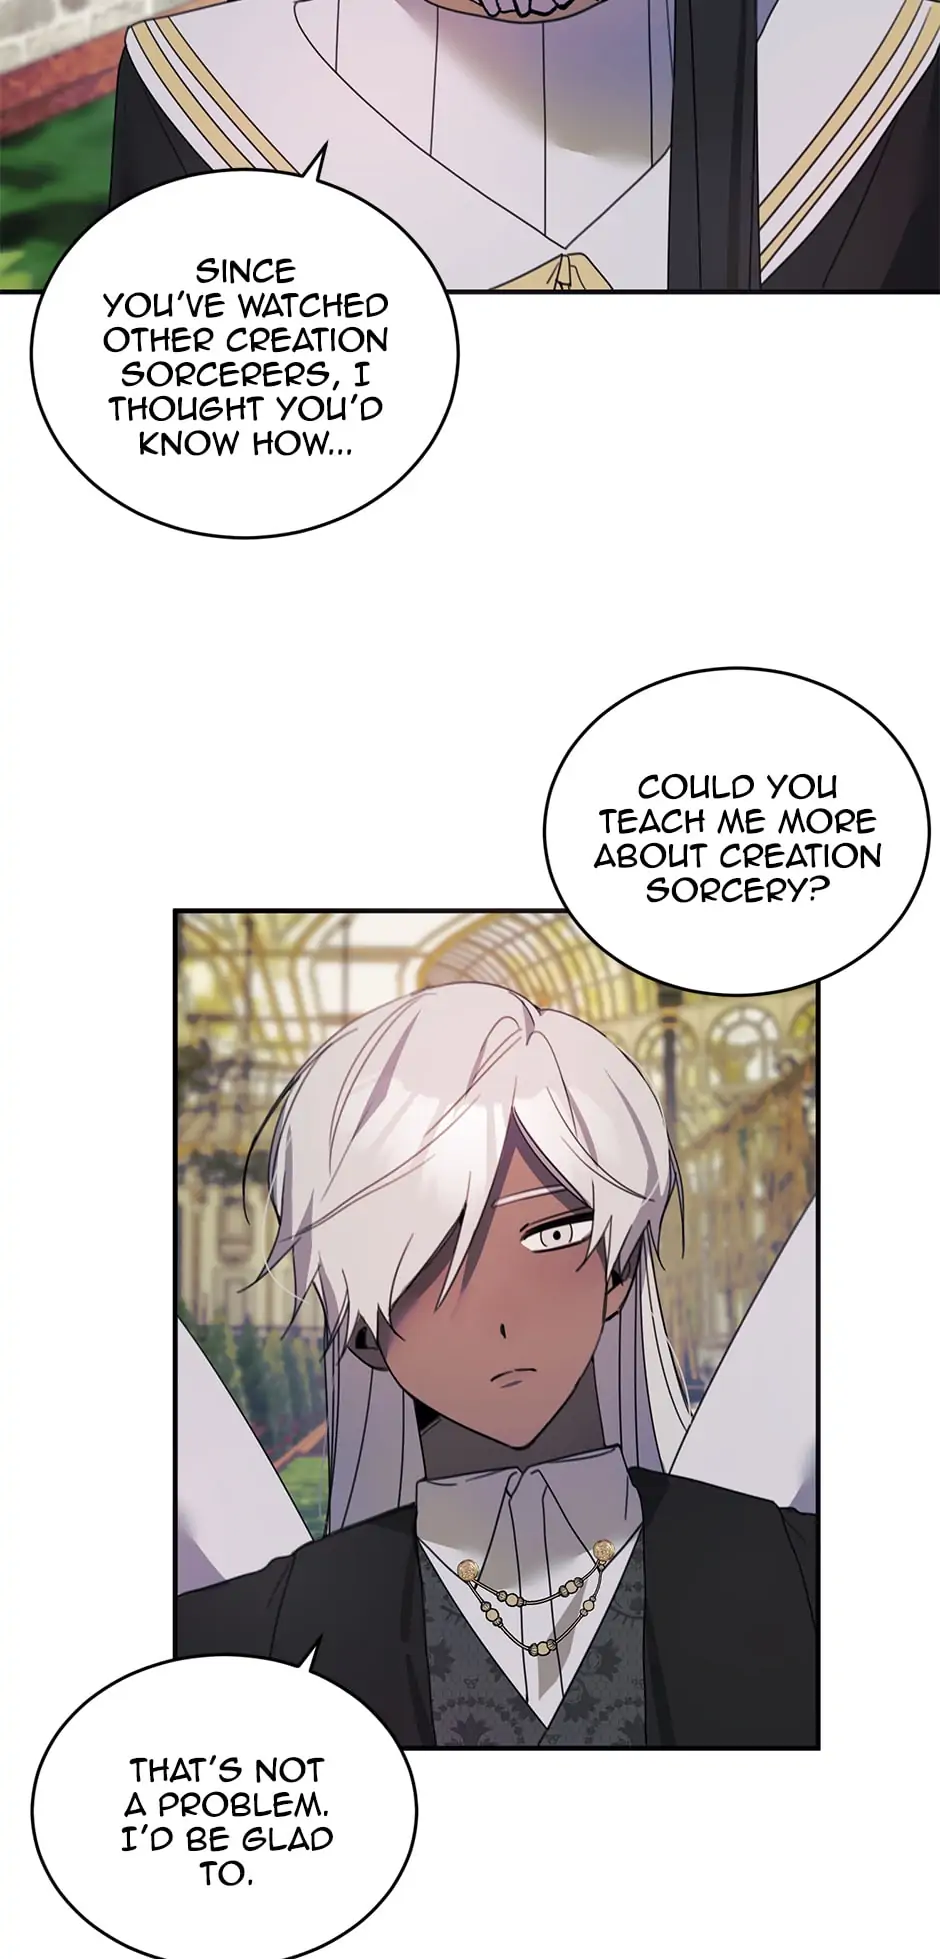 SINCE
YOU'VE WATCHED
OTHER CREATION
SORCERERS, I
THOUGHT YOU'D
KNOW HOW...
COULD YOU
TEACH ME MORE
ABOUT CREATION
SORCERY?
THAT'S NOT
A PROBLEM.
I'D BE GLAD
TO.